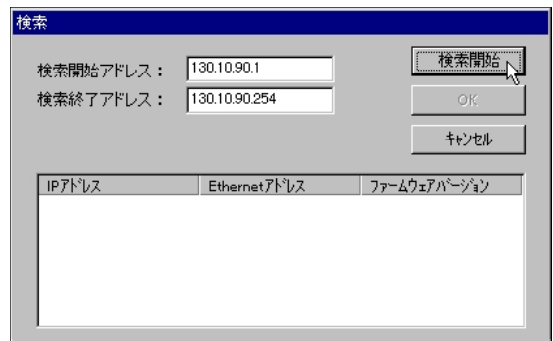 検索
検索開始アドレス： 130.10.90.1 検索開始
検索終了アドレス： 130.10.90.254 OK
キャンセル
IPアドレス Ethernetアドレス ファームウェアバージョン